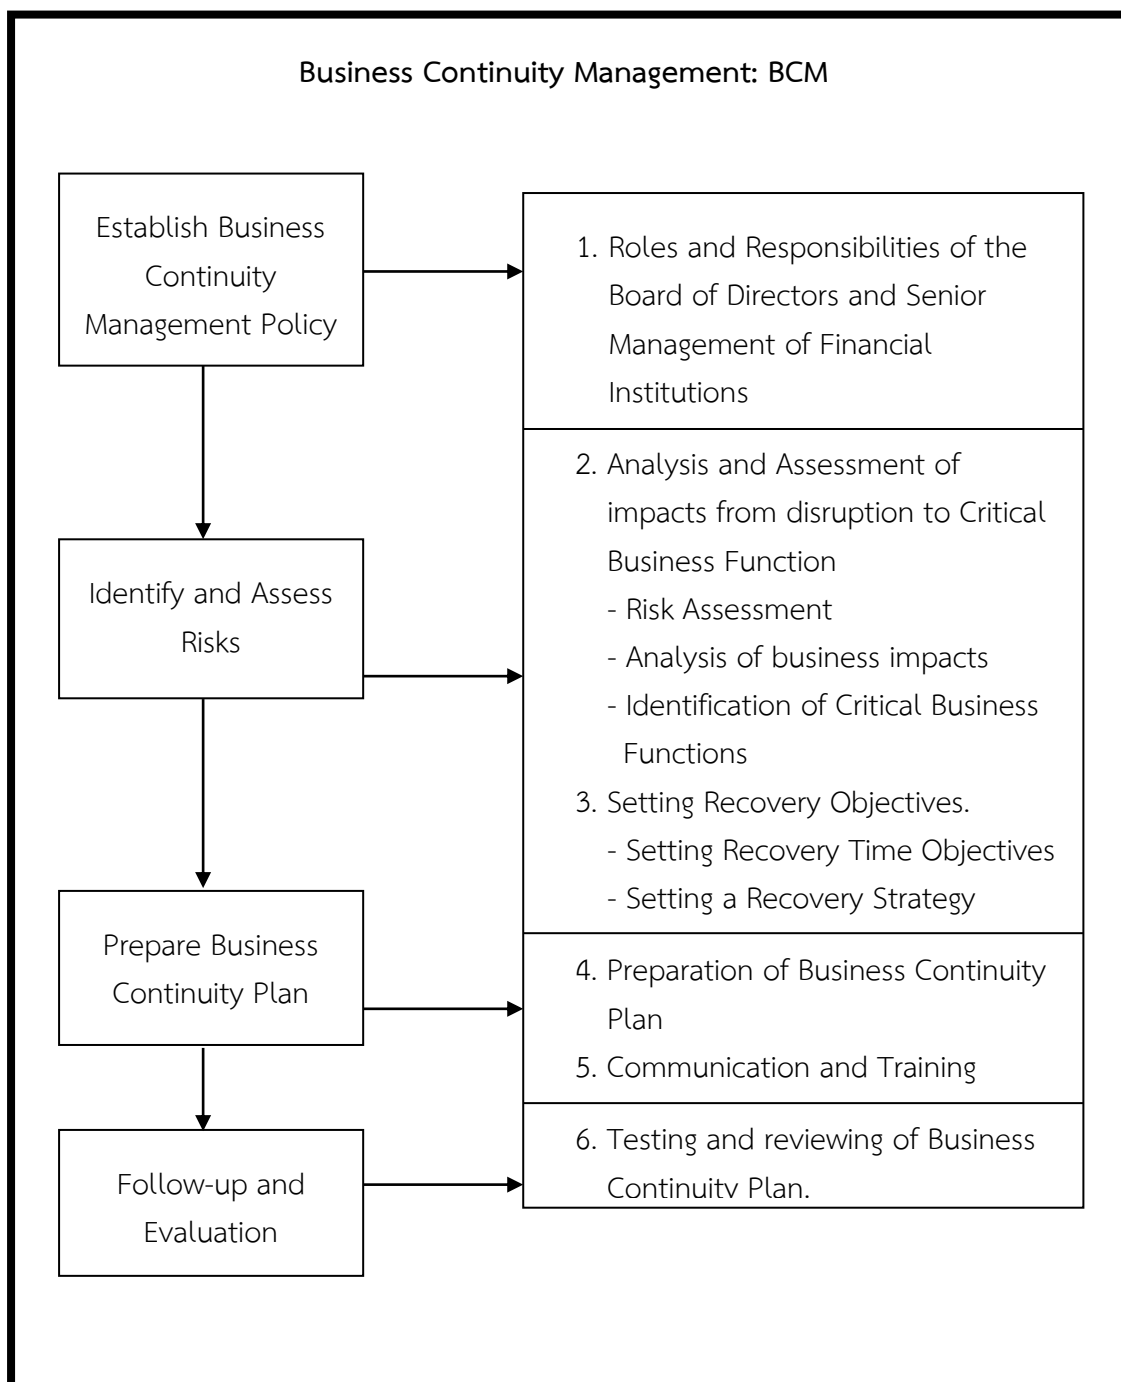 Business Continuity Management: BCM
Establish Business
Continuity
Management Policy
1. Roles and Responsibilities of the
Board of Directors and Senior
Management of Financial
Institutions
Identify and Assess
Risks
2. Analysis and Assessment of
impacts from disruption to Critical
Business Function
- Risk Assessment
- Analysis of business impacts
- Identification of Critical Business
Functions
3. Setting Recovery Objectives.
- Setting Recovery Time Objectives
- Setting a Recovery Strategy
Prepare Business
Continuity Plan
4. Preparation of Business Continuity
Plan
5. Communication and Training
Follow-up and
Evaluation
6. Testing and reviewing of Business
Continuity Plan.